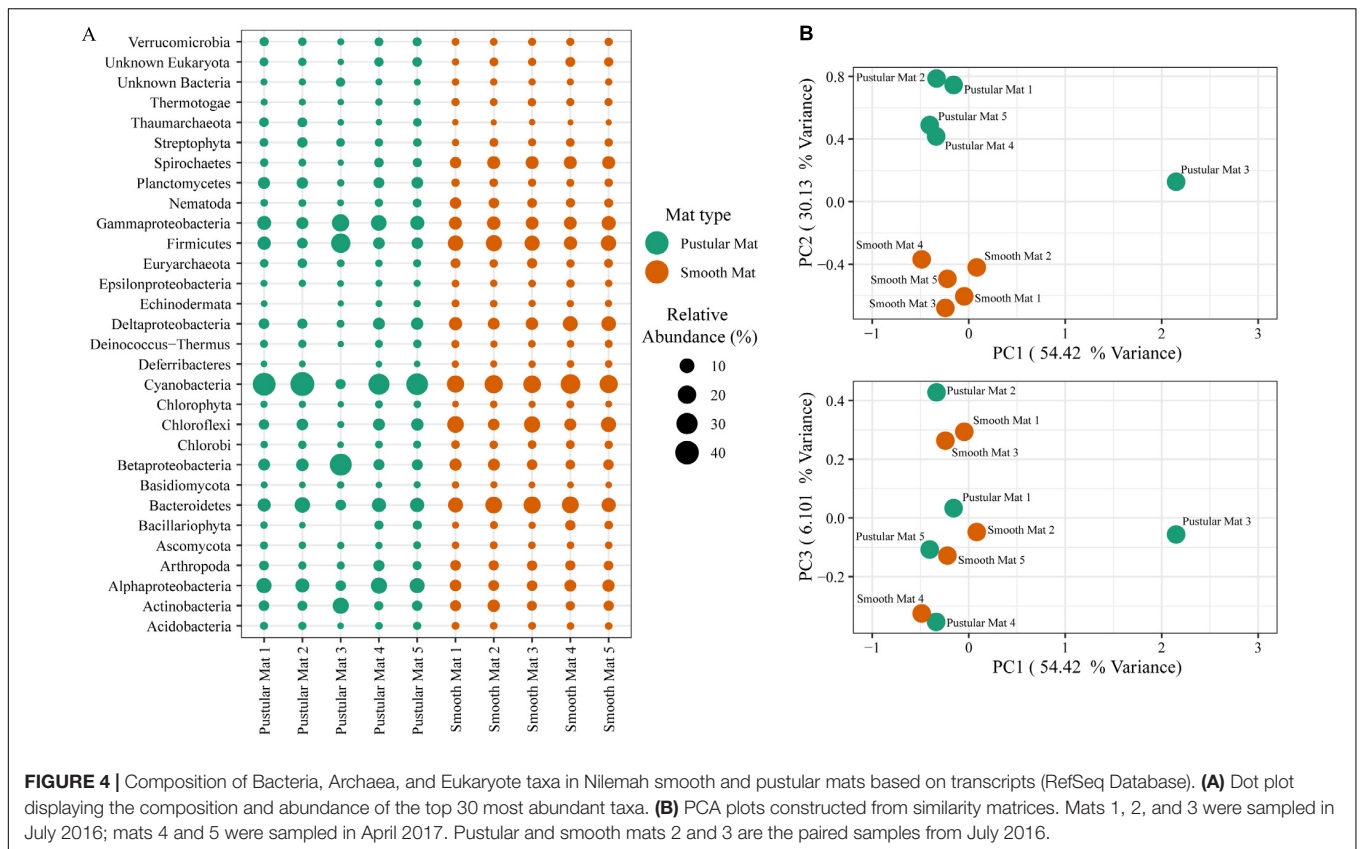 A
Verrucomicrobia
Unknown Eukaryota
Unknown Bacteria
Thermotogae
Thaumarchaeota
Streptophyta
Spirochaetes
Planctomycetes
Nematoda
Gammaproteobacteria
Firmicutes
Euryarchaeota
Epsilonproteobacteria
Echinodermata
Deltaproteobacteria
Deinococcus−Thermus
Deferribacteres
Cyanobacteria
Chlorophyta
Chloroflexi
Chlorobi
Betaproteobacteria
Basidiomycota
Bacteroidetes
Bacillariophyta
Ascomycota
Arthropoda
Alphaproteobacteria
Actinobacteria
Acidobacteria
Pustular Mat 1
Pustular Mat 2
Pustular Mat 3
Pustular Mat 4
Pustular Mat 5
Smooth Mat 1
Smooth Mat 2
Smooth Mat 3
Smooth Mat 4
Smooth Mat 5
Mat type
Pustular Mat
Smooth Mat
Relative
Abundance (%)
10
20
30
40
B
PC2 ( 30.13 % Variance)
0.8
0.4
0.0
−0.4
Pustular Mat 2
Pustular Mat 1
Pustular Mat 5
Pustular Mat 4
Pustular Mat 3
Smooth Mat 4
Smooth Mat 2
Smooth Mat 5
Smooth Mat 1
Smooth Mat 3
−1
0
1
2
3
PC1 ( 54.42 % Variance)
PC3 ( 6.101 % Variance)
0.4
0.2
0.0
−0.2
Pustular Mat 2
Smooth Mat 1
Smooth Mat 3
Pustular Mat 1
Smooth Mat 2
Pustular Mat 3
Pustular Mat 5
Smooth Mat 5
Smooth Mat 4
Pustular Mat 4
−1
0
1
2
3
PC1 ( 54.42 % Variance)
FIGURE 4 | Composition of Bacteria, Archaea, and Eukaryote taxa in Nilemah smooth and pustular mats based on transcripts (RefSeq Database). (A) Dot plot
displaying the composition and abundance of the top 30 most abundant taxa. (B) PCA plots constructed from similarity matrices. Mats 1, 2, and 3 were sampled in
July 2016; mats 4 and 5 were sampled in April 2017. Pustular and smooth mats 2 and 3 are the paired samples from July 2016.